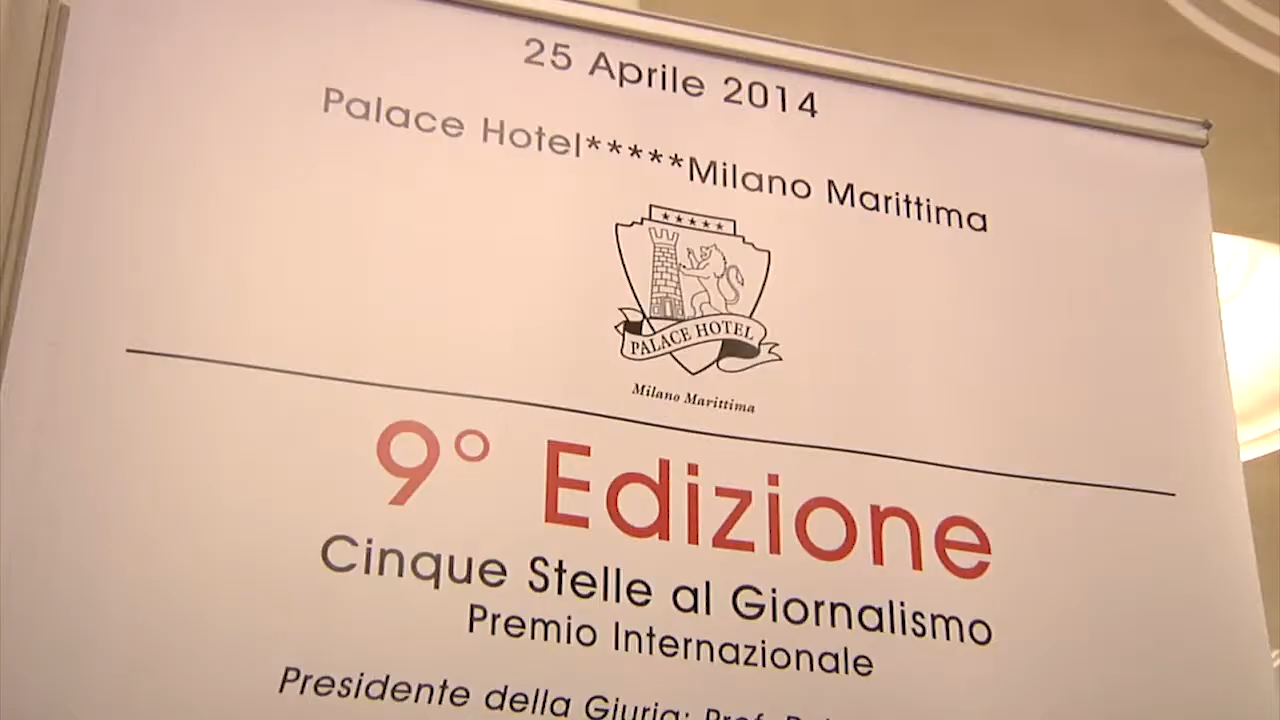 25 Aprile 2014
Palace Hotel*****Milano Marittima
PALACE HOTEL
Milano Marittima
9° Edizione
Cinque Stelle al Giornalismo
Premio Internazionale
Presidente della Giuria: Prof.